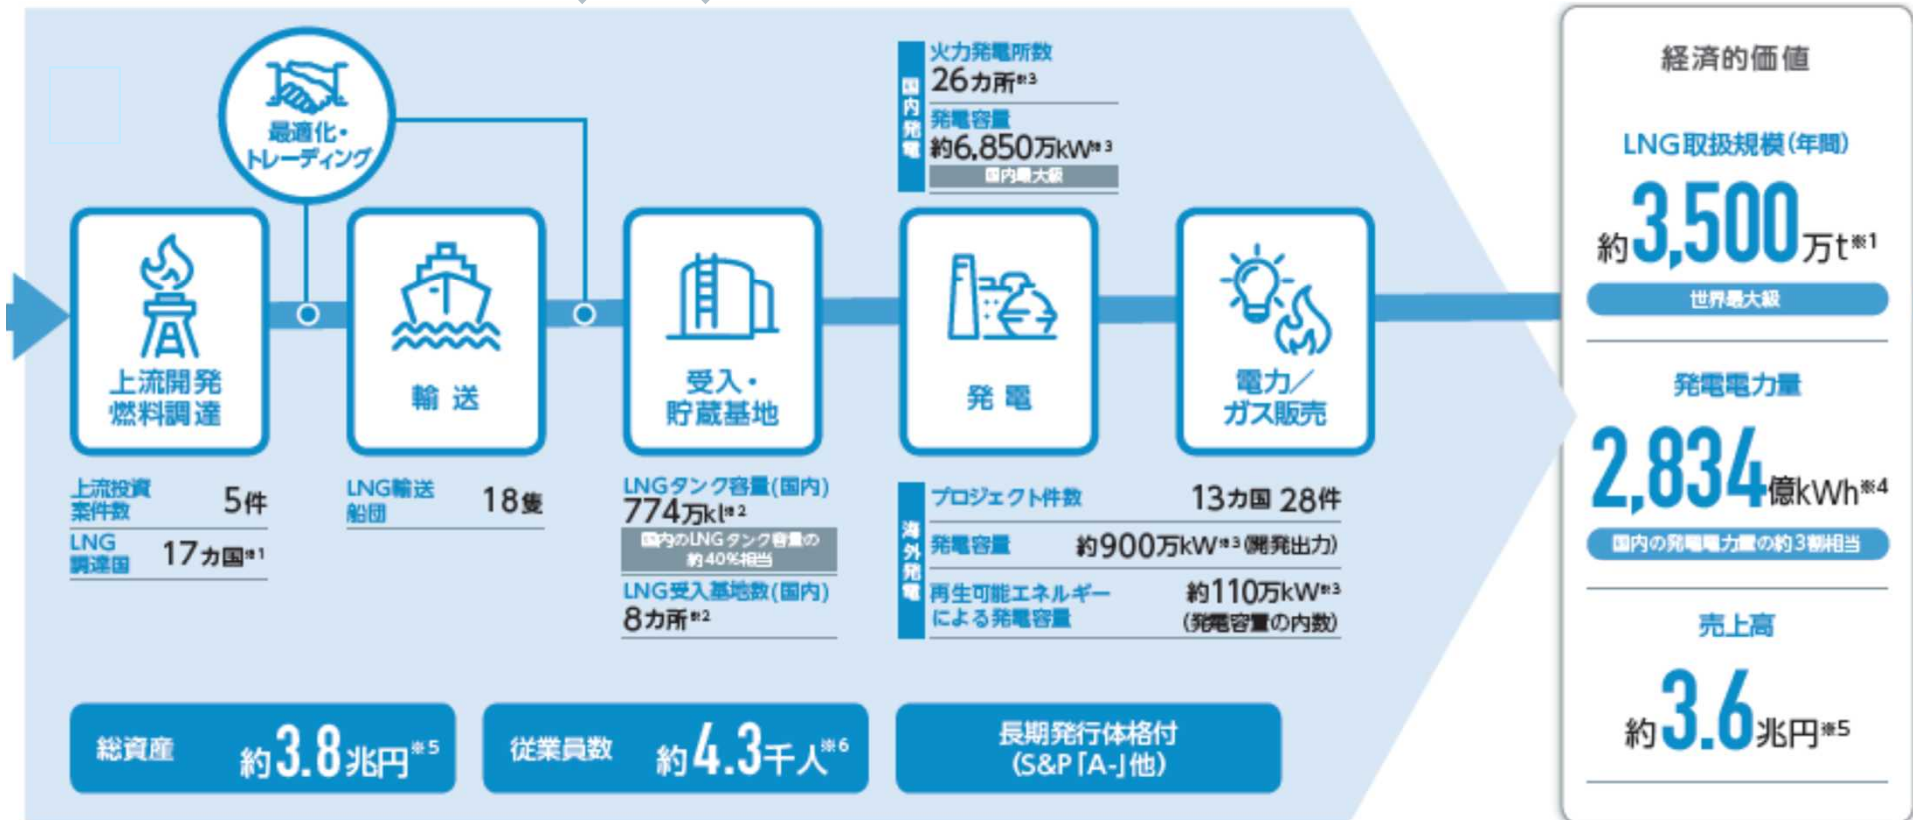 最適化・
トレーディング
上流開発
燃料調達
輸送
受入・
貯蔵基地
発電
電力／
ガス販売
国内発電
火力発電所数
26カ所※3
発電容量
約6,850万kW※3
国内最大級
上流投資
案件数
5件
LNG
調達国
17カ国※1
LNG輸送
船団
18隻
LNGタンク容量(国内)
774万kl※2
国内のLNGタンク容量の
約40%相当
LNG受入基地数(国内)
8カ所※2
海外発電
プロジェクト件数
13カ国 28件
発電容量
約900万kW※3(開発出力)
再生可能エネルギー
による発電容量
約110万kW※3
(発電容量の内数)
総資産
約3.8兆円※5
従業員数
約4.3千人※6
長期発行体格付
(S&P「A-」他)
経済的価値
LNG取扱規模(年間)
約3,500万t※1
世界最大級
発電電力量
2,834億kWh※4
国内の発電電力量の約3割相当
売上高
約3.6兆円※5